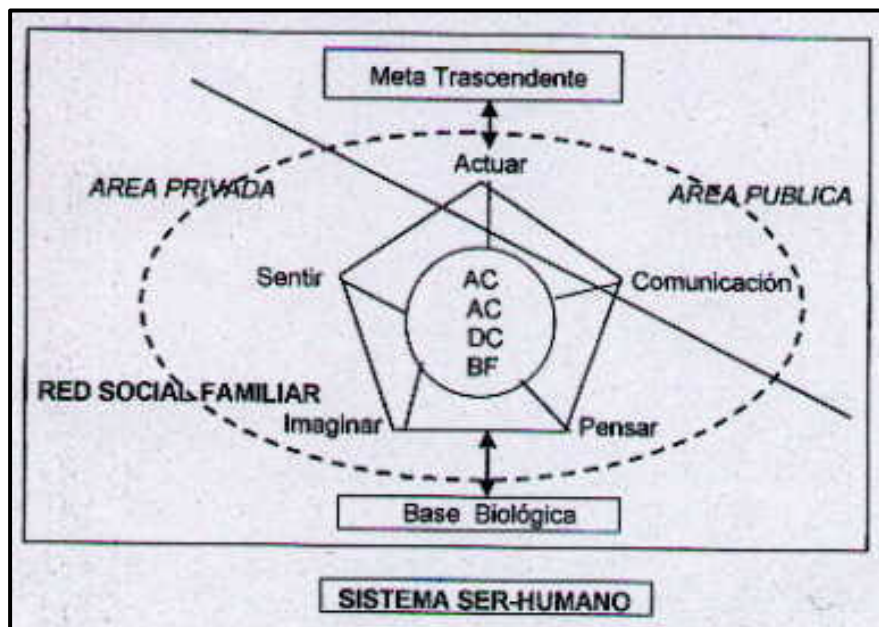 Meta Trascendente
Actuar
AREA PRIVADA
AREA PUBLICA
Sentir
AC
AC
DC
BF
Comunicación
RED SOCIAL FAMILIAR
Imaginar
Pensar
Base Biológica
SISTEMA SER-HUMANO